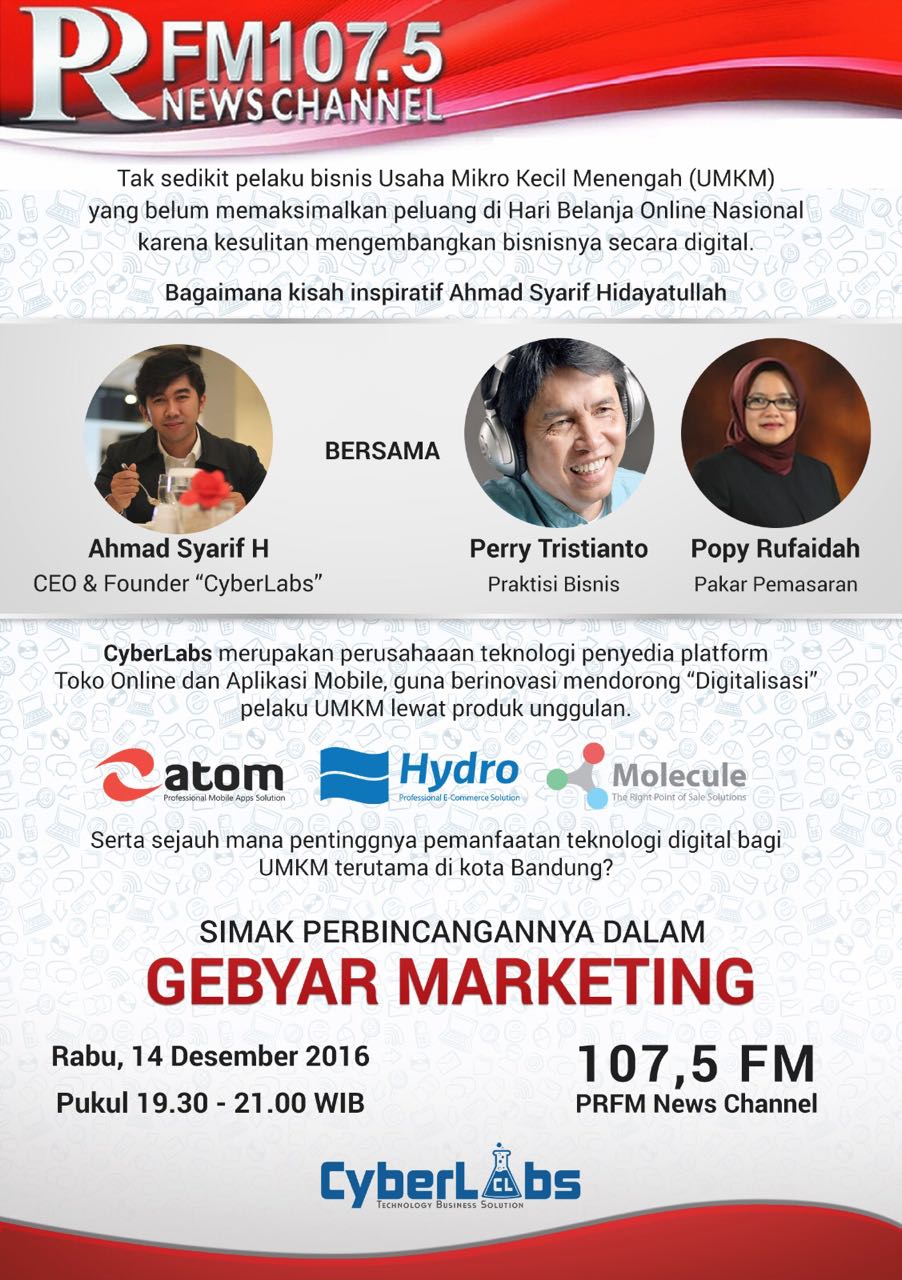 PR FM107.5
NEWS CHANNEL
Tak sedikit pelaku bisnis Usaha Mikro Kecil Menengah (UMKM)
yang belum memaksimalkan peluang di Hari Belanja Online Nasional
karena kesulitan mengembangkan bisnisnya secara digital.
Bagaimana kisah inspiratif Ahmad Syarif Hidayatullah
BERSAMA
Ahmad Syarif H
CEO & Founder “CyberLabs”
Perry Tristianto
Praktisi Bisnis
Popy Rufaidah
Pakar Pemasaran
CyberLabs merupakan perusahaaan teknologi penyedia platform
Toko Online dan Aplikasi Mobile, guna berinovasi mendorong “Digitalisasi”
pelaku UMKM lewat produk unggulan.
atom
Professional Mobile Apps Solution
Hydro
Professional E-Commerce Solution
Molecule
The Right Point of Sale Solutions
Serta sejauh mana pentinggnya pemanfaatan teknologi digital bagi
UMKM terutama di kota Bandung?
SIMAK PERBINCANGANNYA DALAM
GEBYAR MARKETING
Rabu, 14 Desember 2016
Pukul 19.30 - 21.00 WIB
107,5 FM
PRFM News Channel
CyberLabs
CL
TECHNOLOGY BUSINESS SOLUTION